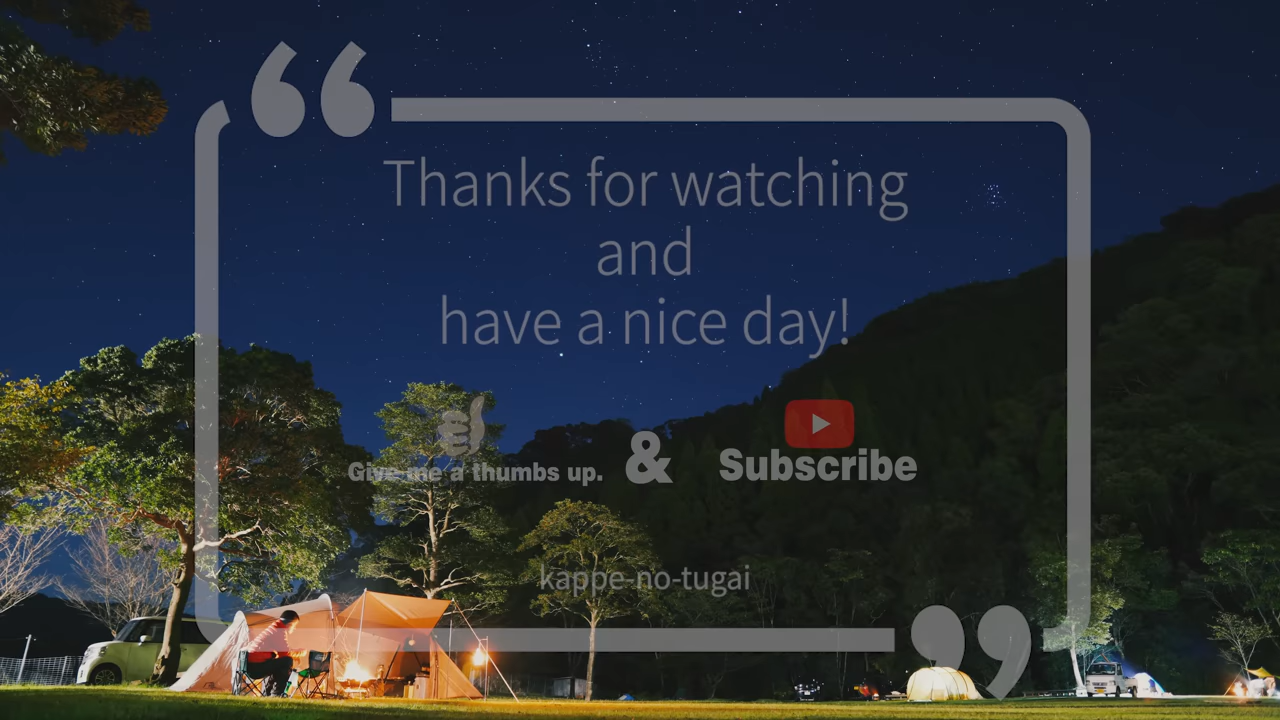 Thanks for watching
and
have a nice day!
Give me a thumbs up. & Subscribe
kappe-no-tugai